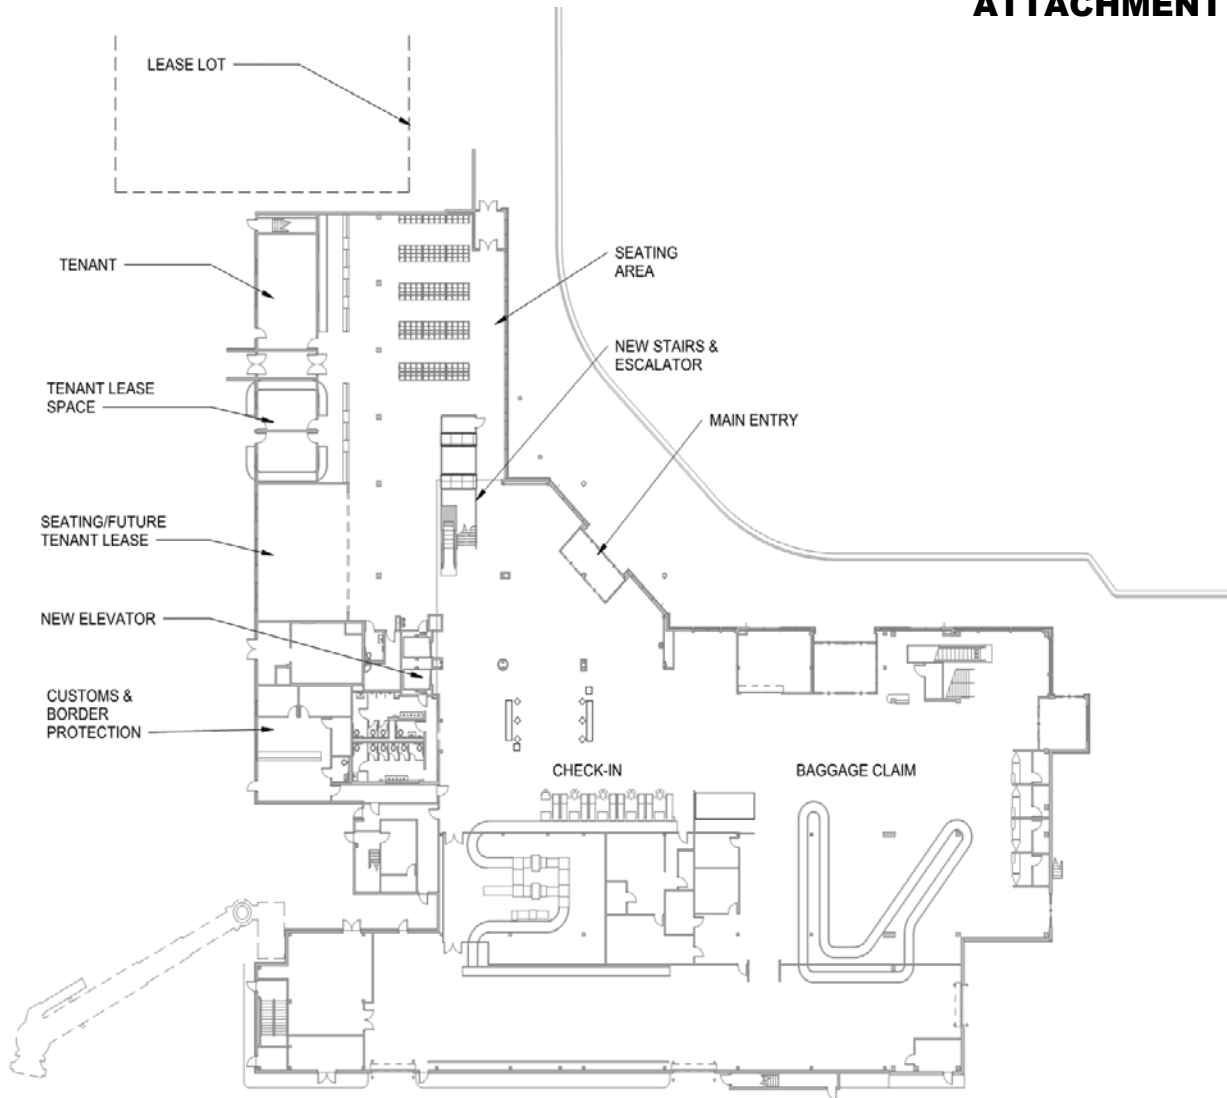 ATTACHMENT
LEASE LOT
TENANT
SEATING
AREA
NEW STAIRS &
ESCALATOR
TENANT LEASE
SPACE
MAIN ENTRY
SEATING/FUTURE
TENANT LEASE
NEW ELEVATOR
CUSTOMS &
BORDER
PROTECTION
CHECK-IN
BAGGAGE CLAIM